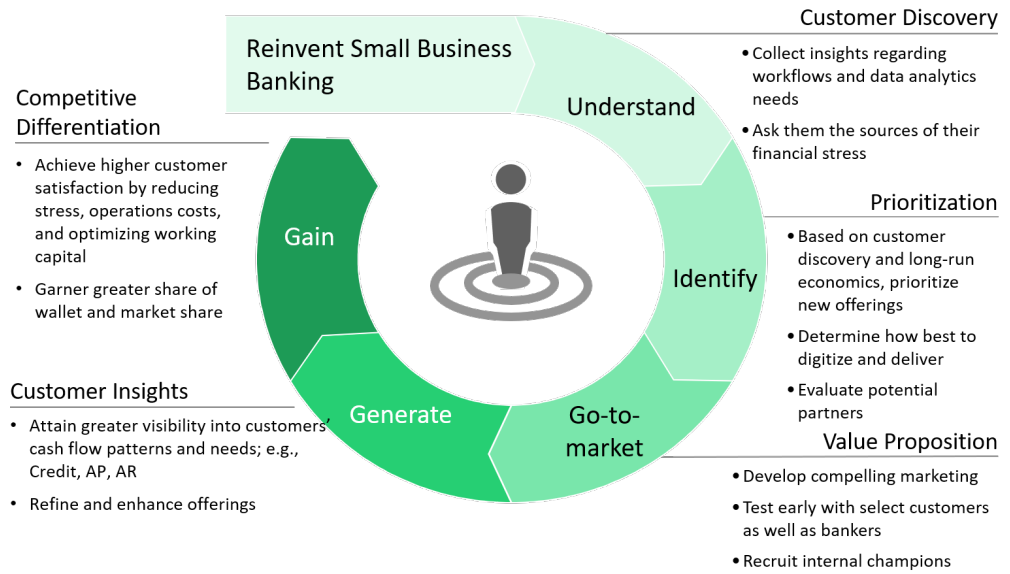 Reinvent Small Business
Banking
Understand
Identify
Go-to-
market
Generate
Gain
Customer Discovery
• Collect insights regarding
workflows and data analytics
needs
• Ask them the sources of their
financial stress
Prioritization
• Based on customer
discovery and long-run
economics, prioritize
new offerings
• Determine how best to
digitize and deliver
• Evaluate potential
partners
Value Proposition
• Develop compelling marketing
• Test early with select customers
as well as bankers
• Recruit internal champions
Customer Insights
• Attain greater visibility into customers’
cash flow patterns and needs; e.g.,
Credit, AP, AR
• Refine and enhance offerings
Competitive
Differentiation
• Achieve higher customer
satisfaction by reducing
stress, operations costs,
and optimizing working
capital
• Garner greater share of
wallet and market share